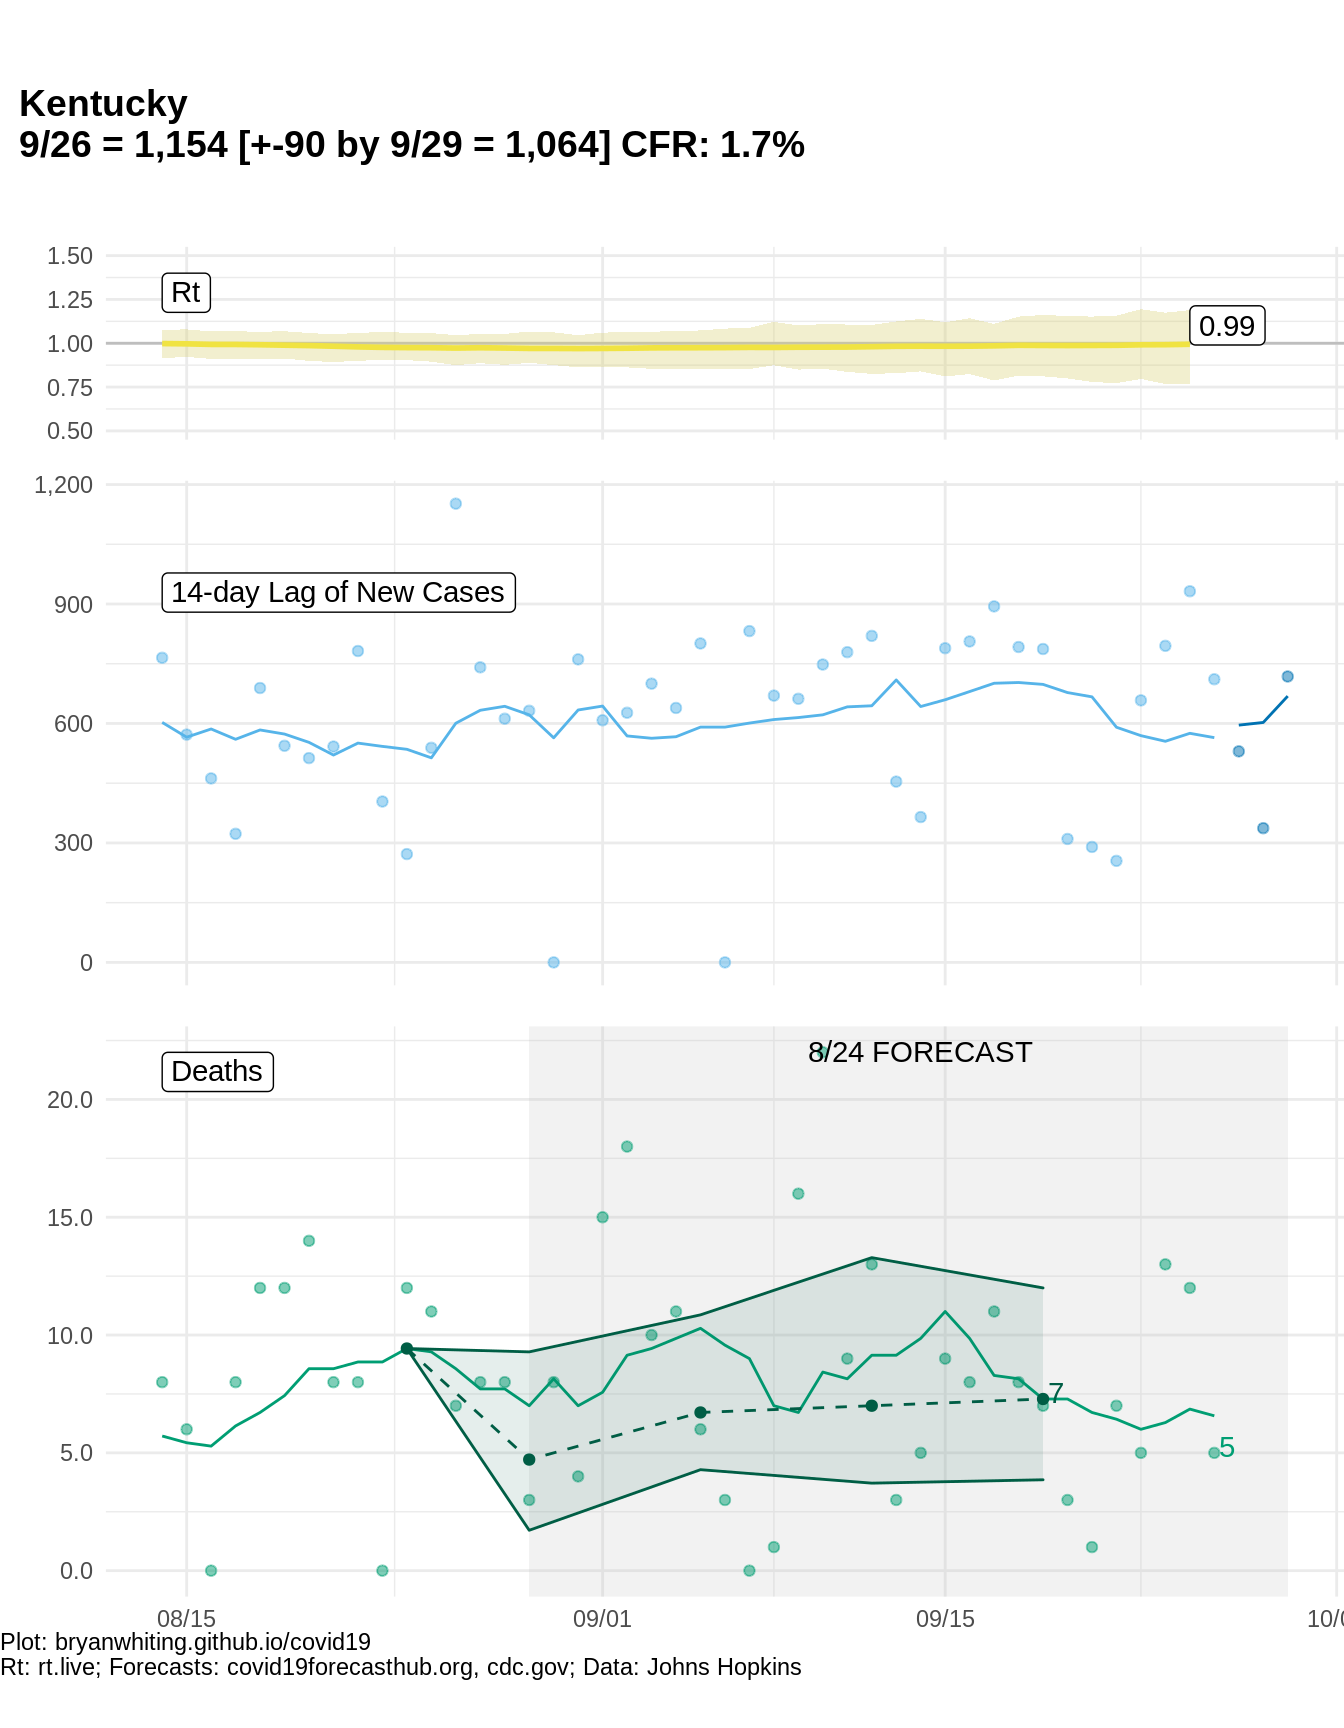 Kentucky
9/26 = 1,154 [+-90 by 9/29 = 1,064] CFR: 1.7%
1.50
1.25
1.00
0.75
0.50
Rt
0.99
1,200
900
600
300
0
14-day Lag of New Cases
8/24 FORECAST
Deaths
20.0
15.0
10.0
5.0
0.0
7
5
08/15 09/01 09/15
Plot: bryanwhiting.github.io/covid19
Rt: rt.live; Forecasts: covid19forecasthub.org, cdc.gov; Data: Johns Hopkins